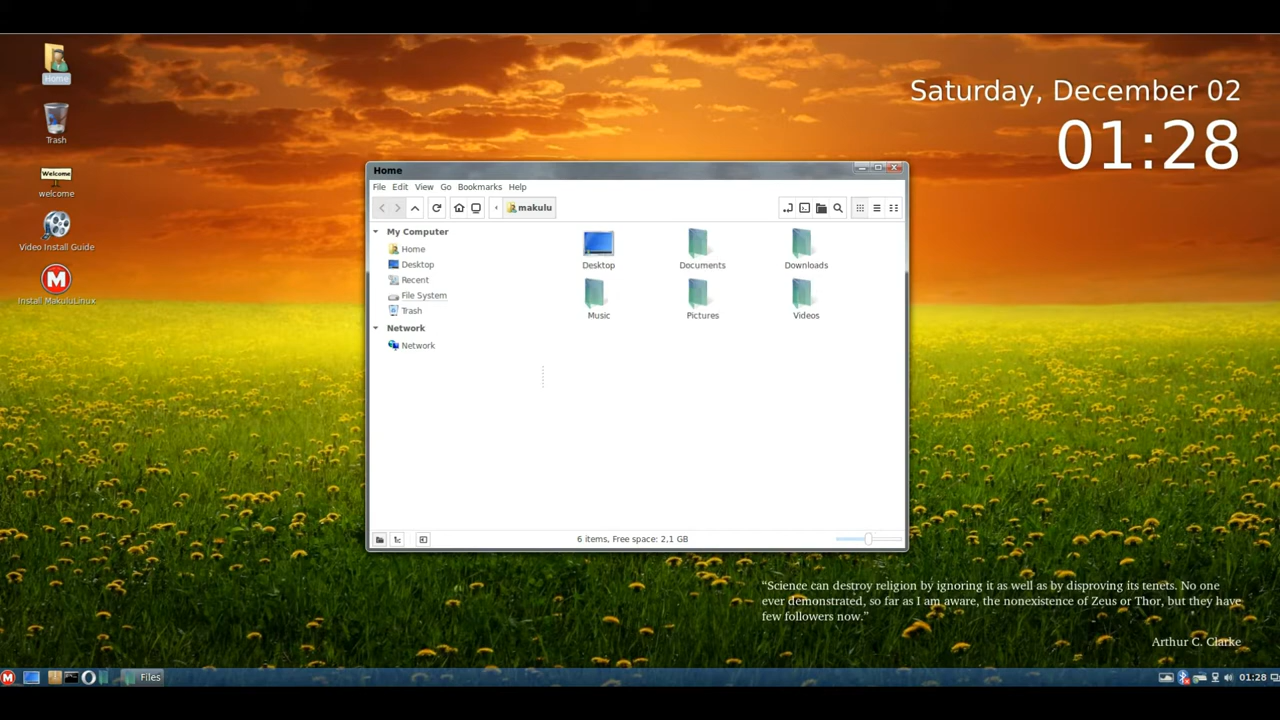 Home
Trash
Welcome
welcome
Video Install Guide
M
Install MakuluLinux
Saturday, December 02
01:28
Home
File Edit View Go Bookmarks Help
makulu
My Computer
Home
Desktop
Recent
File System
Trash
Network
Network
Desktop
Documents
Downloads
Music
Pictures
Videos
6 items, Free space: 2,1 GB
“Science can destroy religion by ignoring it as well as by disproving its tenets. No one
ever demonstrated, so far as I am aware, the nonexistence of Zeus or Thor, but they have
few followers now.”
Arthur C. Clarke
M
Files
01:28